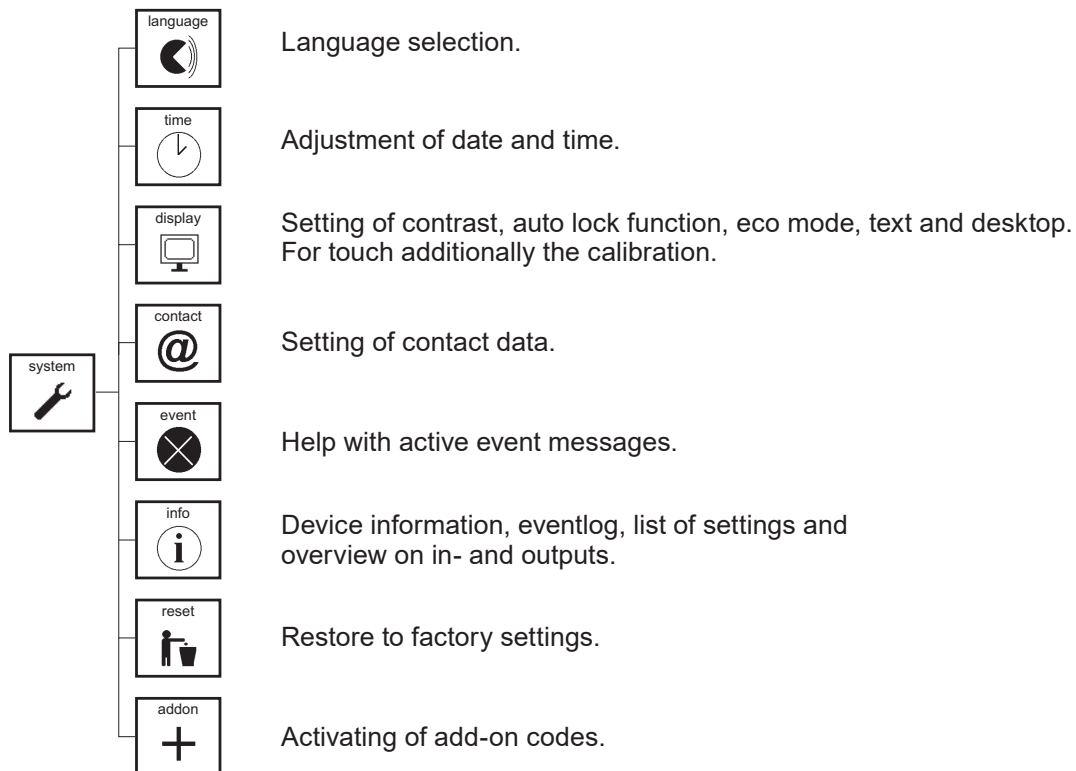 language
Language selection.
time
Adjustment of date and time.
display
Setting of contrast, auto lock function, eco mode, text and desktop.
For touch additionally the calibration.
contact
@
Setting of contact data.
system
event
Help with active event messages.
info
i
Device information, eventlog, list of settings and
overview on in- and outputs.
reset
Restore to factory settings.
addon
+
Activating of add-on codes.